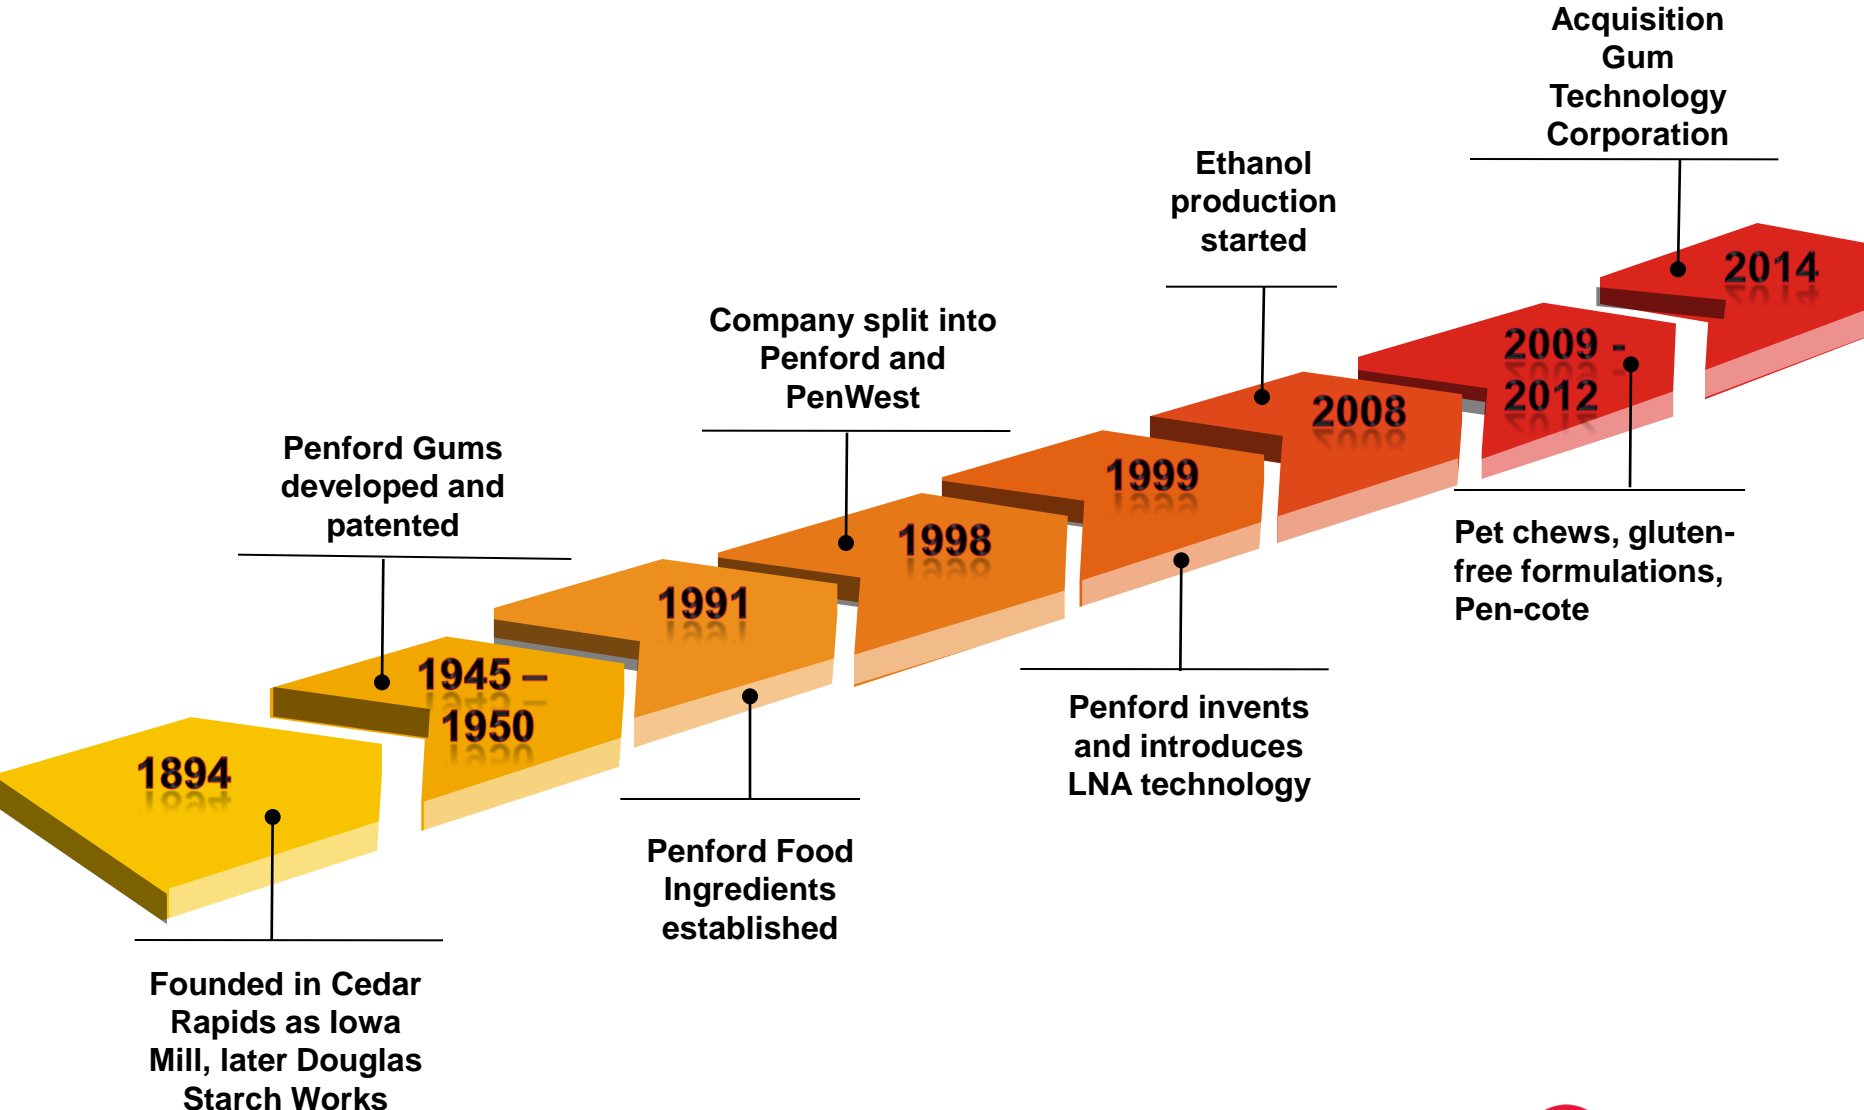 1894
Founded in Cedar
Rapids as Iowa
Mill, later Douglas
Starch Works
Penford Gums
developed and
patented
1945 –
1950
1991
Penford Food
Ingredients
established
Company split into
Penford and
PenWest
1998
1999
Penford invents
and introduces
LNA technology
Ethanol
production
started
2008
2009 -
2012
Pet chews, gluten-
free formulations,
Pen-cote
Acquisition
Gum
Technology
Corporation
2014